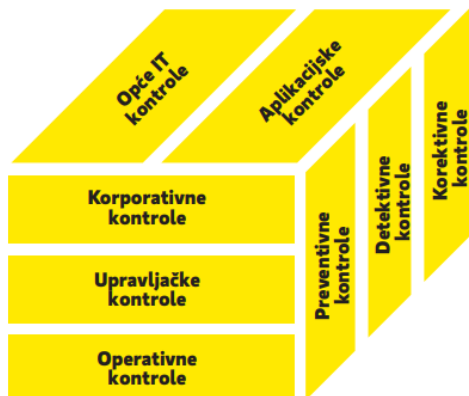 Opće IT
kontrole
Aplikacijske
kontrole
Korporativne
kontrole
Upravljačke
kontrole
Operativne
kontrole
Preventivne
kontrole
Detektivne
kontrole
Korektivne
kontrole